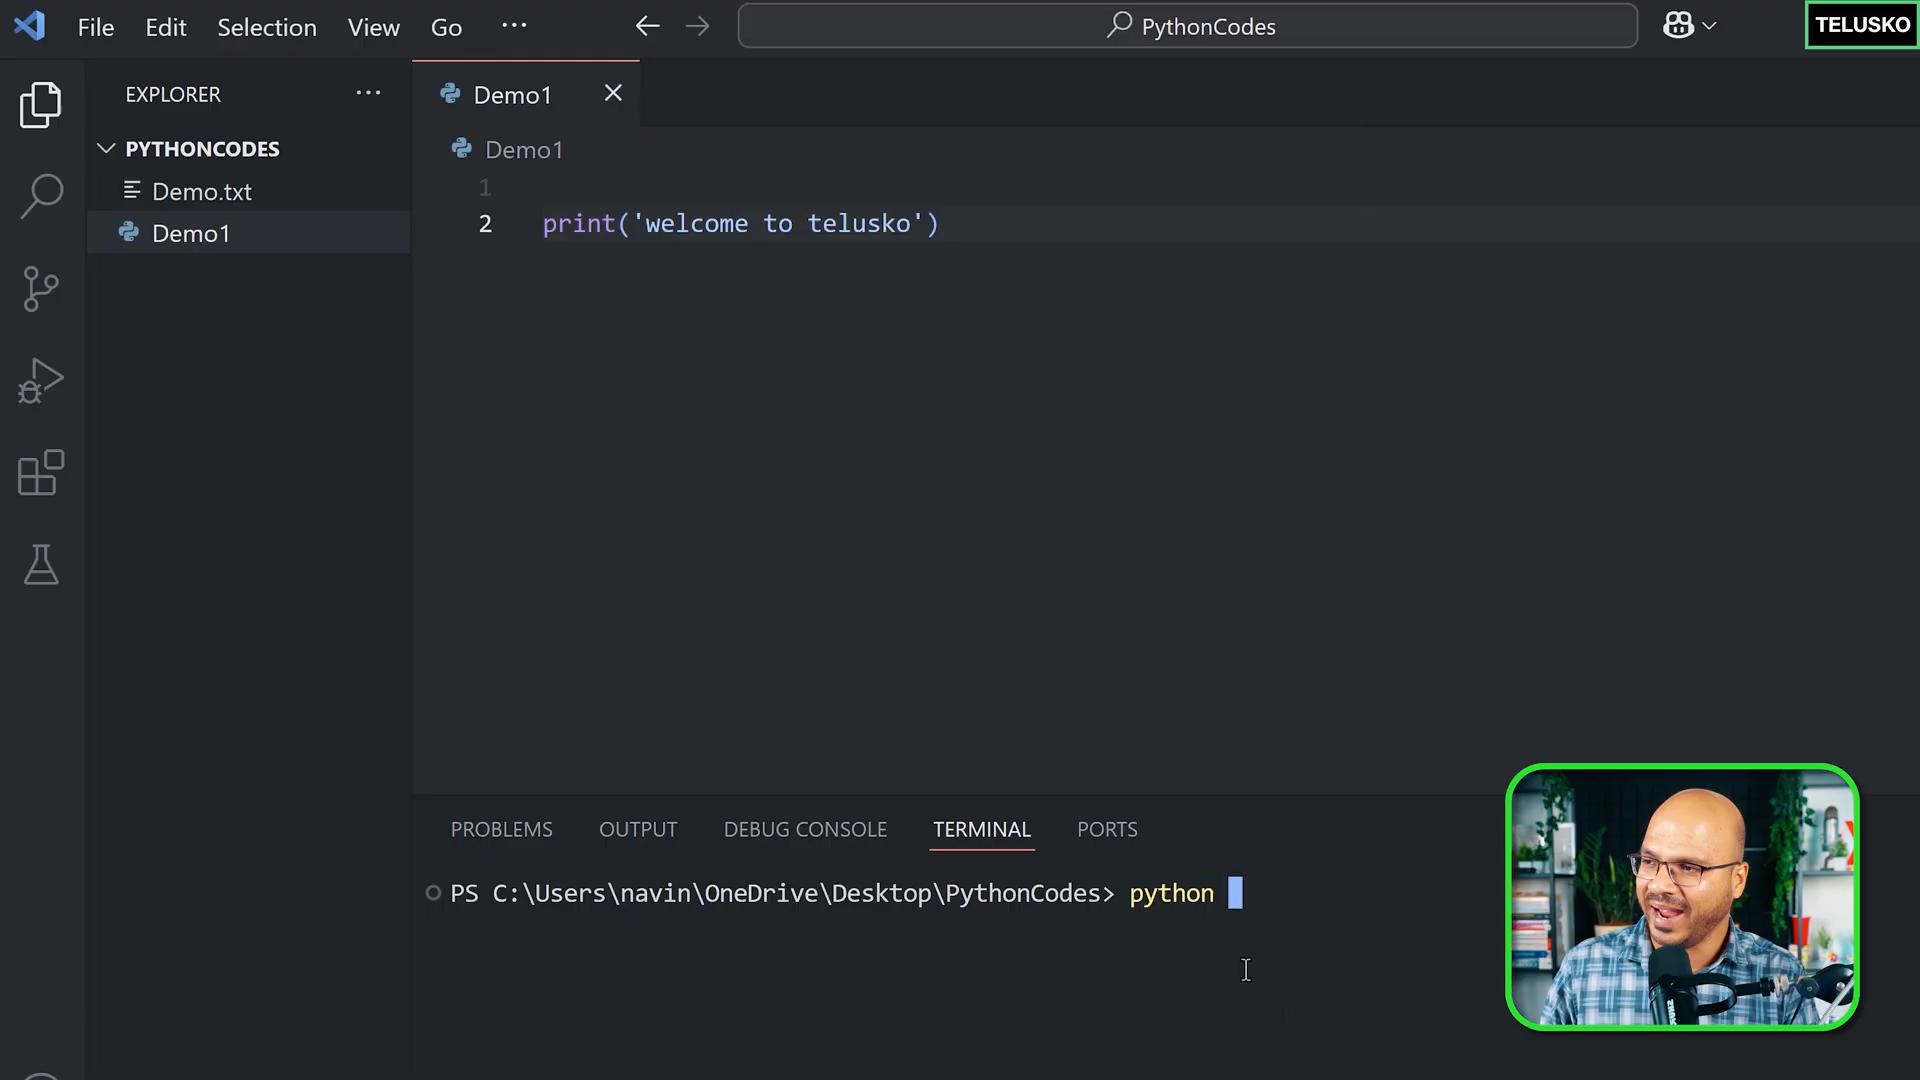 File Edit Selection View Go ...
PythonCodes
TELUSKO
EXPLORER ...
PYTHONCODES
Demo.txt
Demo1
Demo1
Demo1
1
2 print('welcome to telusko')
PROBLEMS OUTPUT DEBUG CONSOLE TERMINAL PORTS
PS C:\Users\navin\OneDrive\Desktop\PythonCodes> python